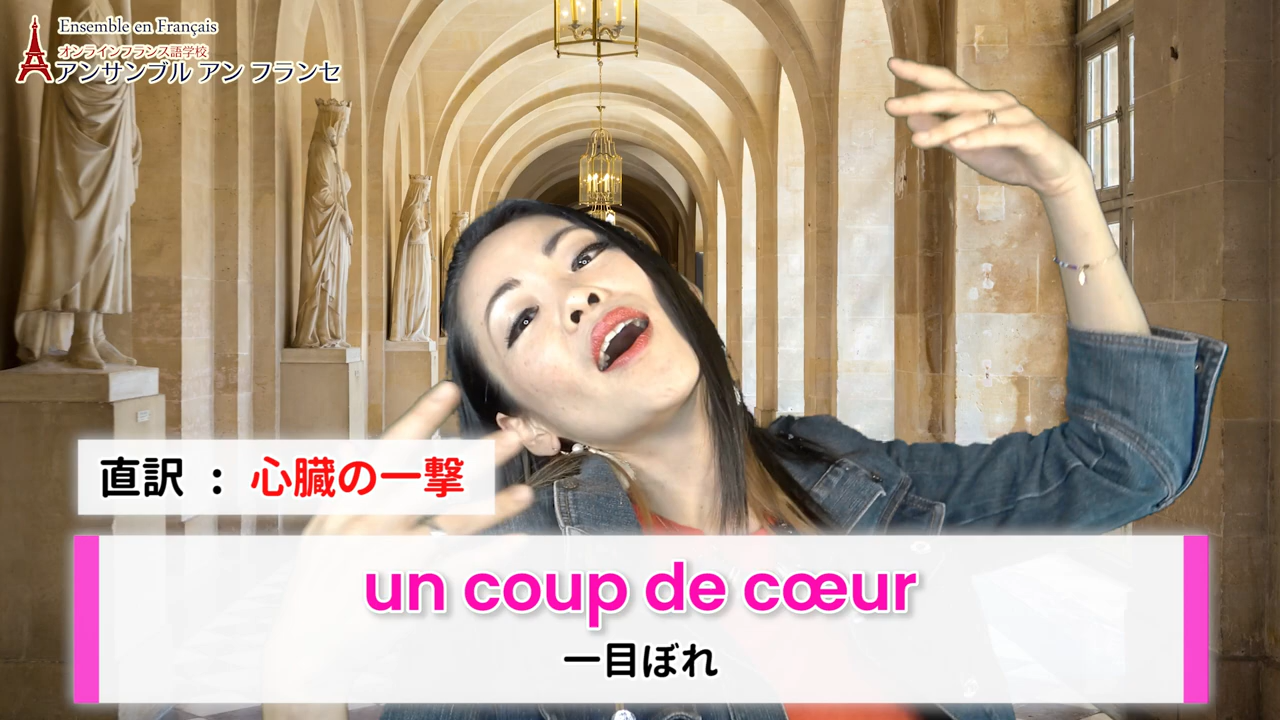 Ensemble en Français
オンラインフランス語学校
アンサンブル アン フランセ
直訳 : 心臓の一撃
un coup de cœur
一目ぼれ